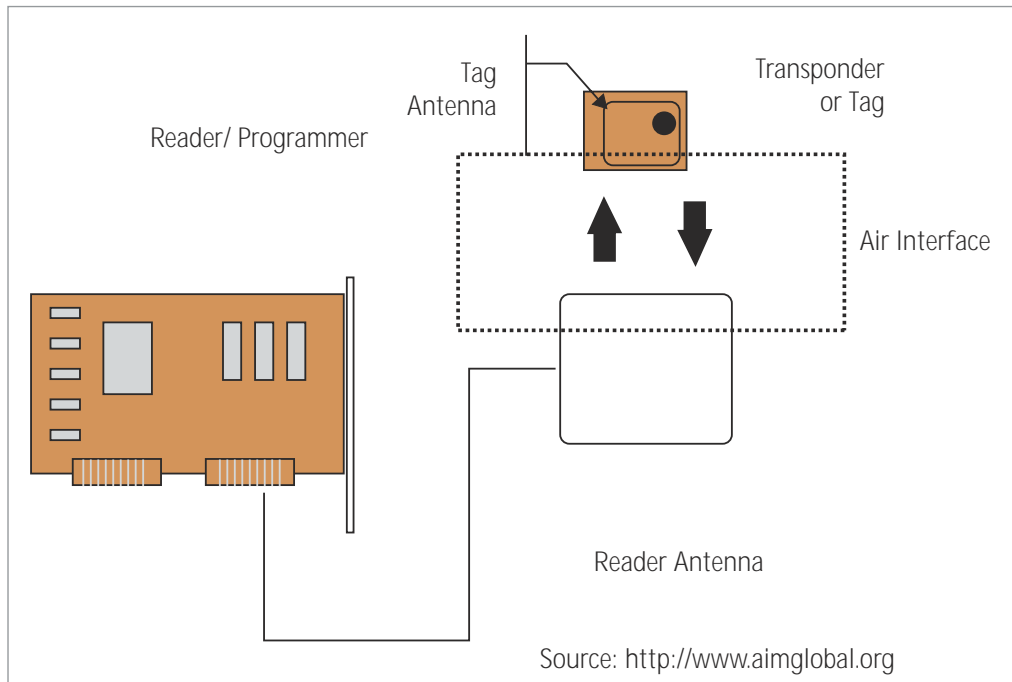 Tag
Antenna
Transponder
or Tag
Reader/ Programmer
Air Interface
Reader Antenna
Source: http://www.aimglobal.org